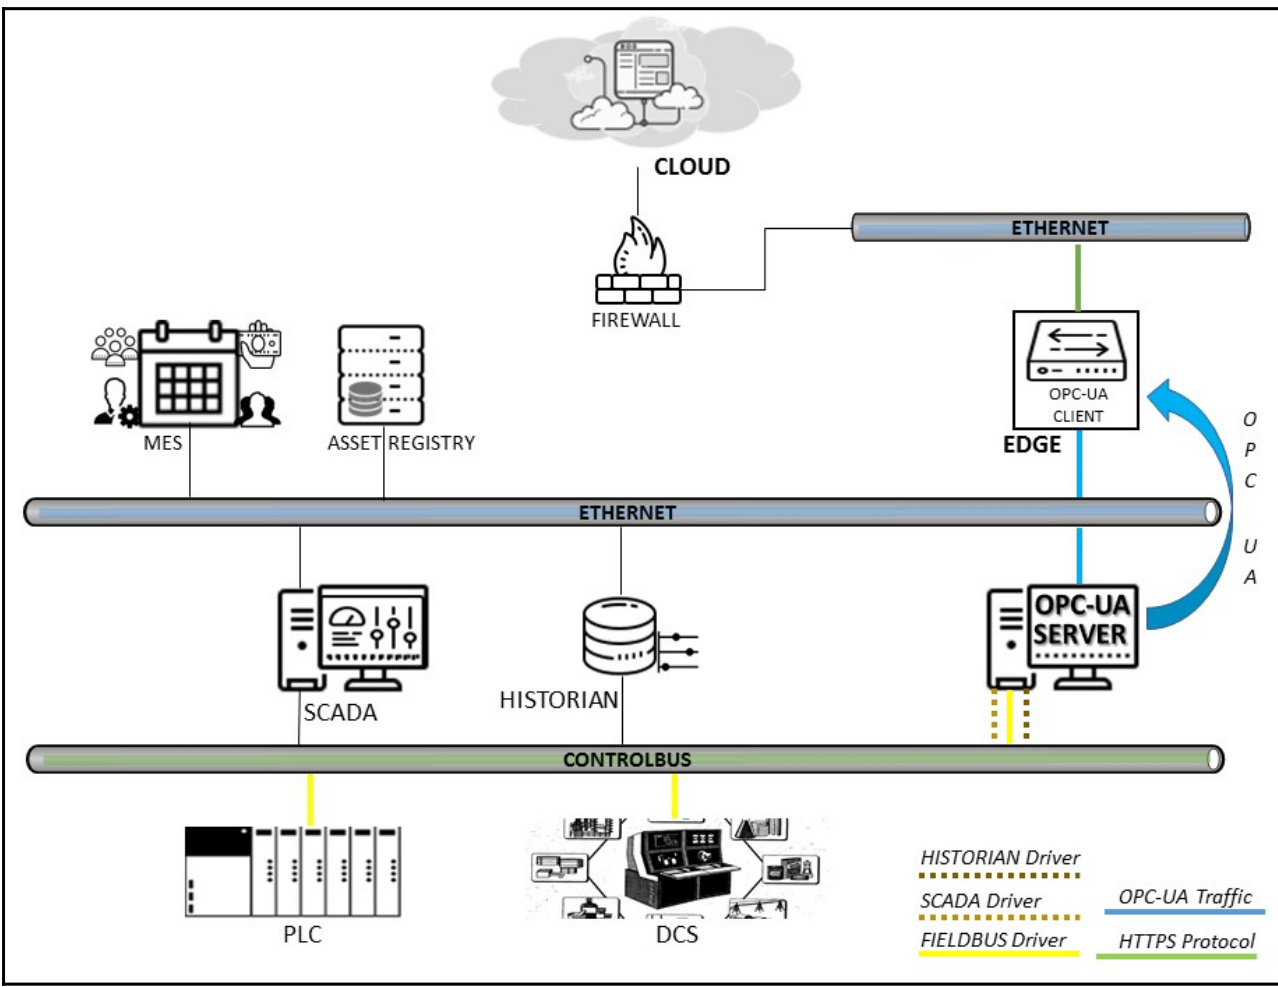 CLOUD
ETHERNET
FIREWALL
OPC-UA
CLIENT
EDGE
MES
ASSET REGISTRY
O
P
C
U
A
ETHERNET
OPC-UA
SERVER
SCADA
HISTORIAN
CONTROLBUS
PLC
DCS
HISTORIAN Driver
SCADA Driver
FIELDBUS Driver
OPC-UA Traffic
HTTPS Protocol